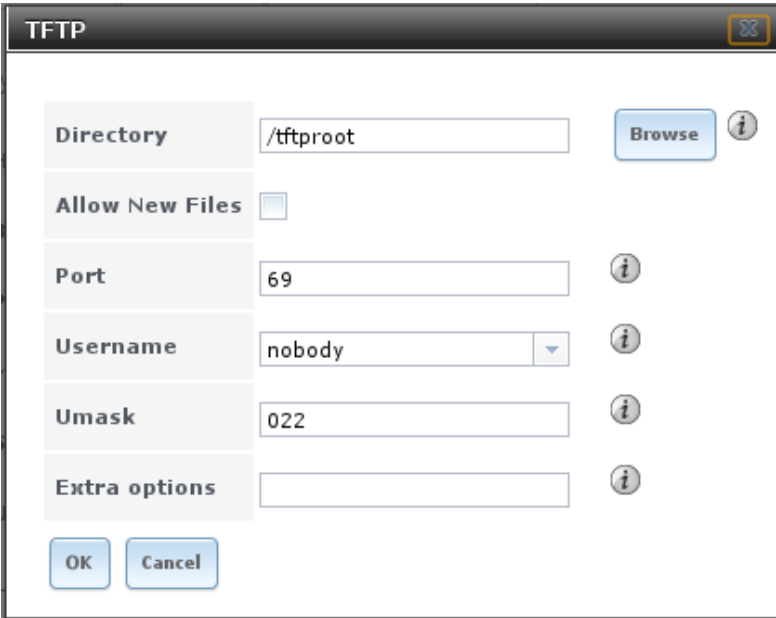 TFTP
Directory /tftproot Browse
Allow New Files
Port 69
Username nobody
Umask 022
Extra options
OK Cancel